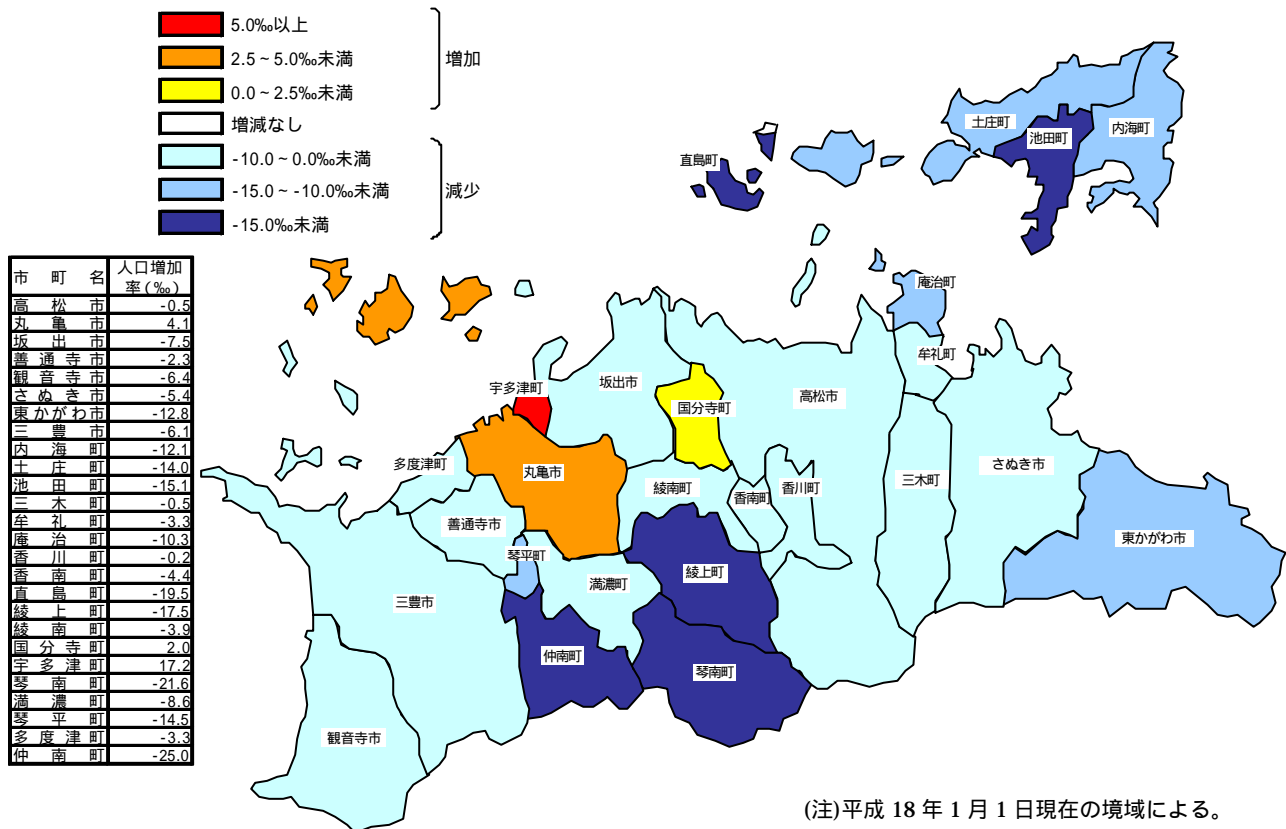 5.0‰以上
2.5～5.0‰未満
0.0～2.5‰未満
増加
増減なし
-10.0～0.0‰未満
-15.0～-10.0‰未満
-15.0‰未満
減少
市町名 人口増加率(‰)
高松市 -0.5
丸亀市 4.1
坂出市 -7.5
善通寺市 -2.3
観音寺市 -6.4
さぬき市 -5.4
東かがわ市 -12.8
三豊市 -6.1
内海町 -12.1
土庄町 -14.0
池田町 -15.1
三木町 -0.5
牟礼町 -3.3
庵治町 -10.3
香川町 -0.2
香南町 -4.4
直島町 -19.5
綾上町 -17.5
綾南町 -3.9
国分寺町 2.0
宇多津町 17.2
琴南町 -21.6
満濃町 -8.6
琴平町 -14.5
多度津町 -3.3
仲南町 -25.0
土庄町
内海町
池田町
直島町
庵治町
牟礼町
坂出市
宇多津町
国分寺町
高松市
多度津町
丸亀市
さぬき市
三木町
綾南町
香南町
香川町
善通寺市
東かがわ市
琴平町
綾上町
満濃町
三豊市
仲南町
琴南町
観音寺市
(注)平成 18 年 1 月 1 日現在の境域による。